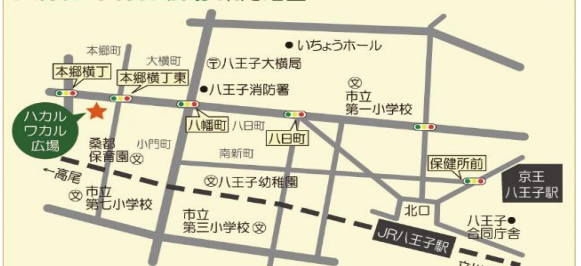 いちょうホール
本郷町
大横町
〒八王子大横局
本郷横丁
本郷横丁東
八王子消防署
文
市立
第一小学校
ハカル
ワカル
広場
八幡町
八日町
八日町
桑都
保育園文
小門町
南新町
保健所前
←高尾
文八王子幼稚園
京王
八王子駅
文市立
第七小学校
市立
第三小学校文
北口
JR八王子駅
八王子
合同庁舎